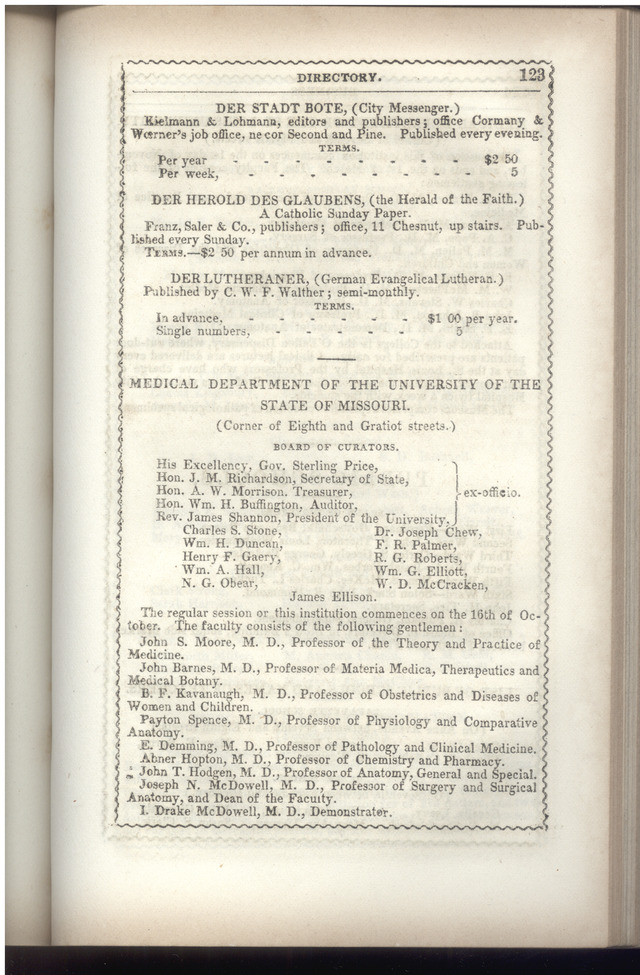 DIRECTORY. 123
DER STADT BOTE, (City Messenger.)
Kielmann & Lohmann, editors and publishers; office Cormany &
Wœrner's job office, ne cor Second and Pine. Published every evening.
TERMS.
Per year - - - - - - - - $2 50
Per week, - - - - - - - - 5
DER HEROLD DES GLAUBENS, (the Herald of the Faith.)
A Catholic Sunday Paper.
Franz, Saler & Co., publishers; office, 11 Chesnut, up stairs. Pub-
lished every Sunday.
TERMS.—$2 50 per annum in advance.
DER LUTHERANER, (German Evangelical Lutheran.)
Published by C. W. F. Walther; semi-monthly.
TERMS.
In advance, - - - - - - $1 00 per year.
Single numbers, - - - - - 5
MEDICAL DEPARTMENT OF THE UNIVERSITY OF THE
STATE OF MISSOURI.
(Corner of Eighth and Gratiot streets.)
BOARD OF CURATORS.
His Excellency, Gov. Sterling Price,
Hon. J. M. Richardson, Secretary of State,
Hon. A. W. Morrison, Treasurer, ex-officio.
Hon. Wm. H. Buffington, Auditor,
Rev. James Shannon, President of the University,
Charles S. Stone, Dr. Joseph Chew,
Wm. H. Duncan, F. R. Palmer,
Henry F. Gaery, R. G. Roberts,
Wm. A. Hall, Wm. G. Elliott,
N. G. Obear, W. D. McCracken,
James Ellison.
The regular session or this institution commences on the 16th of Oc-
tober. The faculty consists of the following gentlemen:
John S. Moore, M. D., Professor of the Theory and Practice of
Medicine.
John Barnes, M. D., Professor of Materia Medica, Therapeutics and
Medical Botany.
B. F. Kavanaugh, M. D., Professor of Obstetrics and Diseases of
Women and Children.
Payton Spence, M. D., Professor of Physiology and Comparative
Anatomy.
E. Demming, M. D., Professor of Pathology and Clinical Medicine.
Abner Hopton, M. D., Professor of Chemistry and Pharmacy.
John T. Hodgen, M. D., Professor of Anatomy, General and Special.
Joseph N. McDowell, M. D., Professor of Surgery and Surgical
Anatomy, and Dean of the Facuity.
I. Drake McDowell, M. D., Demonstrater.